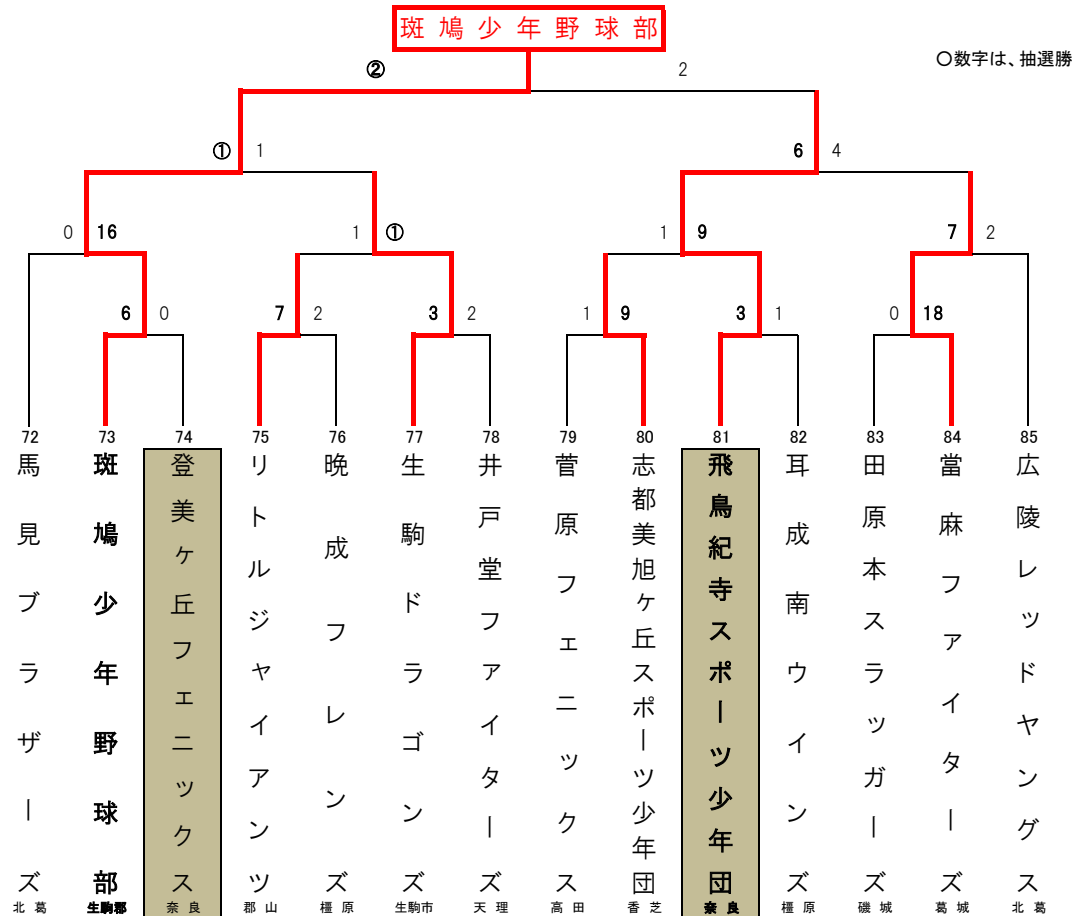 斑鳩少年野球部
〇数字は、抽選勝
② 2
① 1 6 4
0 16 1 ① 1 9 7 2
6 0 7 2 3 2 1 9 3 1 0 18
72 73 74 75 76 77 78 79 80 81 82 83 84 85
馬見ブラザーズ
斑鳩少年野球部
登美ヶ丘フェニックス
リトルジャイアンツ
晩成フレンズ
生駒ドラゴンズ
井戸堂ファイターズ
菅原フェニックス
志都美旭ヶ丘スポーツ少年団
飛鳥紀寺スポーツ少年団
耳成南ウインズ
田原本スラッガーズ
當麻ファイターズ
広陵レッドヤングス
北葛 生駒郡 奈良 郡山 橿原 生駒市 天理 高田 香芝 奈良 橿原 磯城 葛城 北葛